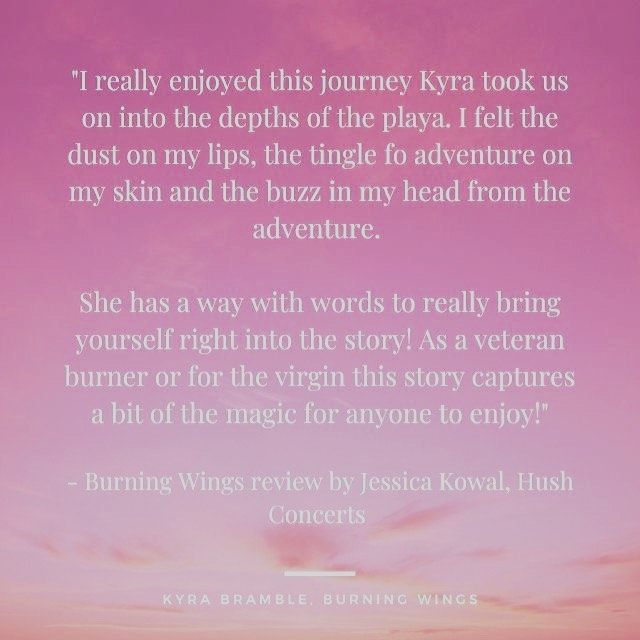 "I really enjoyed this journey Kyra took us
on into the depths of the playa. I felt the
dust on my lips, the tingle fo adventure on
my skin and the buzz in my head from the
adventure.
She has a way with words to really bring
yourself right into the story! As a veteran
burner or for the virgin this story captures
a bit of the magic for anyone to enjoy!"
- Burning Wings review by Jessica Kowal, Hush
Concerts
KYRA BRAMBLE, BURNING WINGS